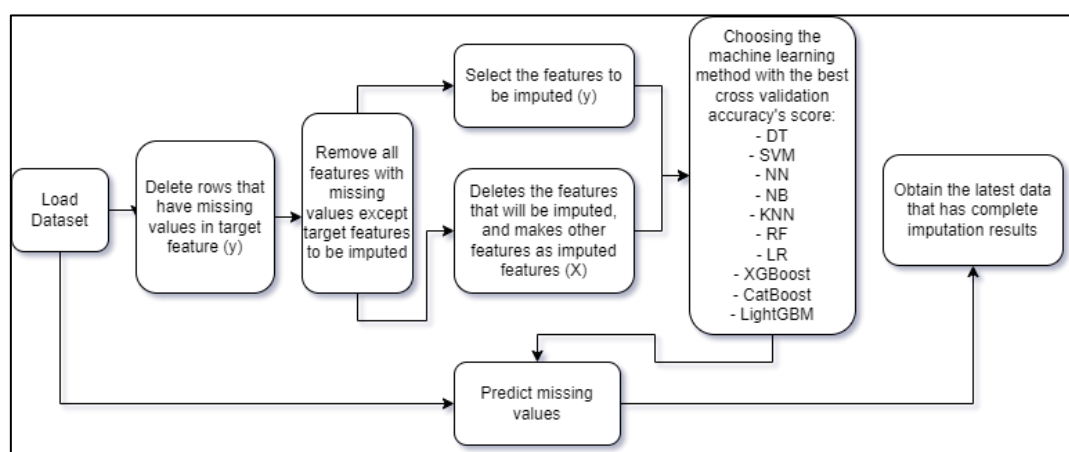 Load
Dataset
Delete rows that
have missing
values in target
feature (y)
Remove all
features with
missing
values except
target features
to be imputed
Select the features to
be imputed (y)
Deletes the features
that will be imputed,
and makes other
features as imputed
features (X)
Choosing the
machine learning
method with the best
cross validation
accuracy's score:
- DT
- SVM
- NN
- NB
- KNN
- RF
- LR
- XGBoost
- CatBoost
- LightGBM
Predict missing
values
Obtain the latest data
that has complete
imputation results